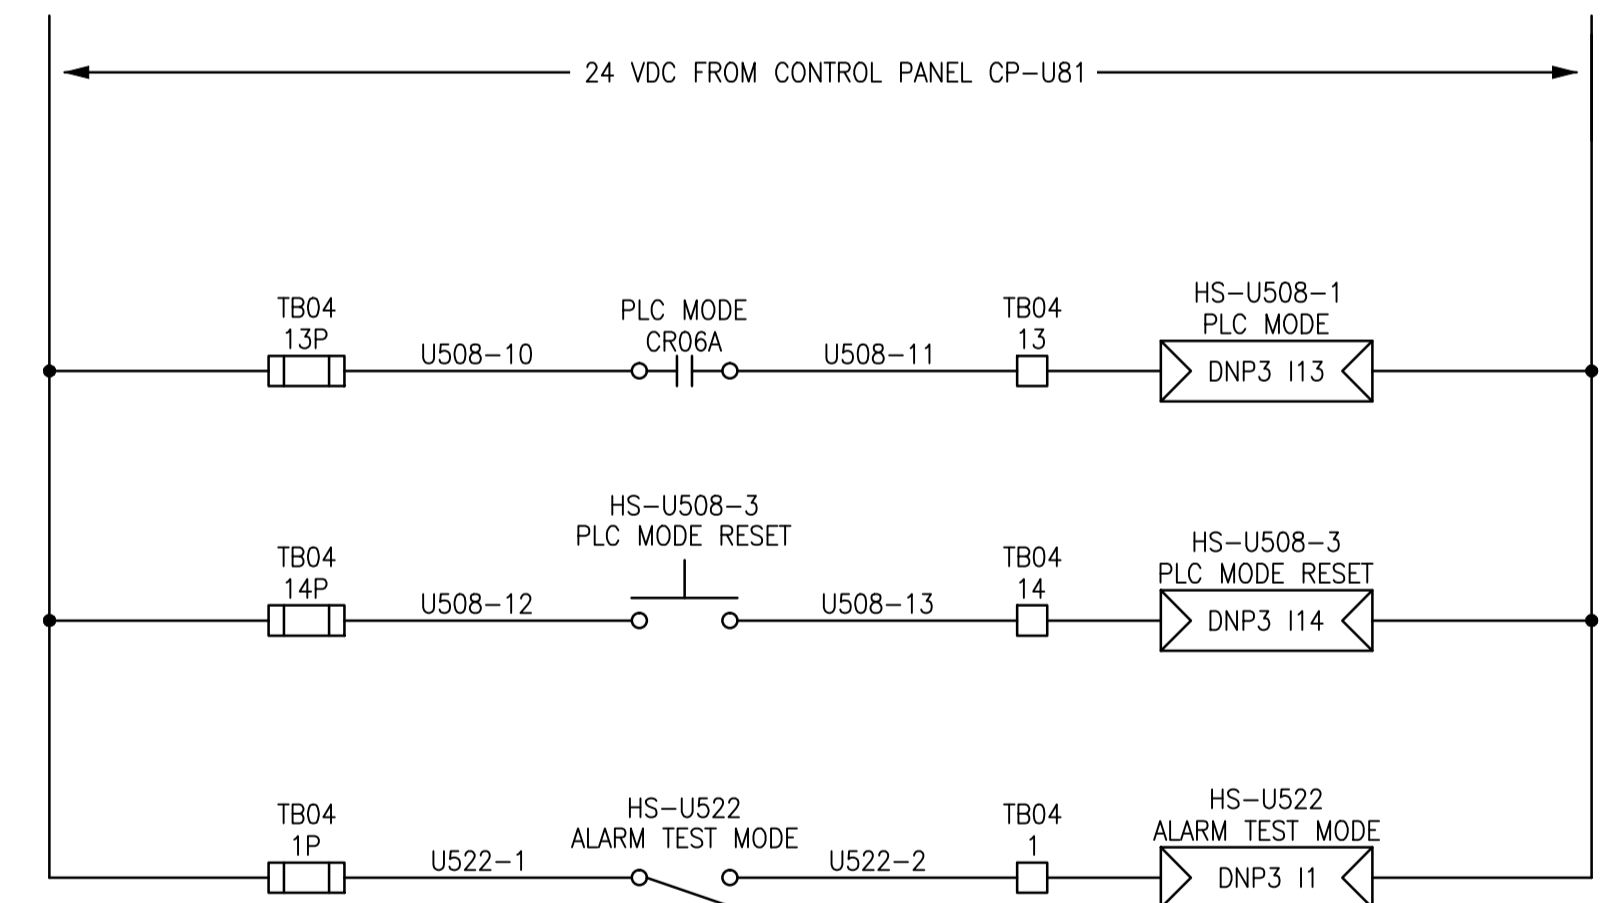 24 VDC FROM CONTROL PANEL CP-U81
TB04
13P
U508-10
PLC MODE
CR06A
U508-11
TB04
13
HS-U508-1
PLC MODE
DNP3 I13
TB04
14P
U508-12
HS-U508-3
PLC MODE RESET
U508-13
TB04
14
HS-U508-3
PLC MODE RESET
DNP3 I14
TB04
1P
U522-1
HS-U522
ALARM TEST MODE
U522-2
TB04
1
HS-U522
ALARM TEST MODE
DNP3 I1